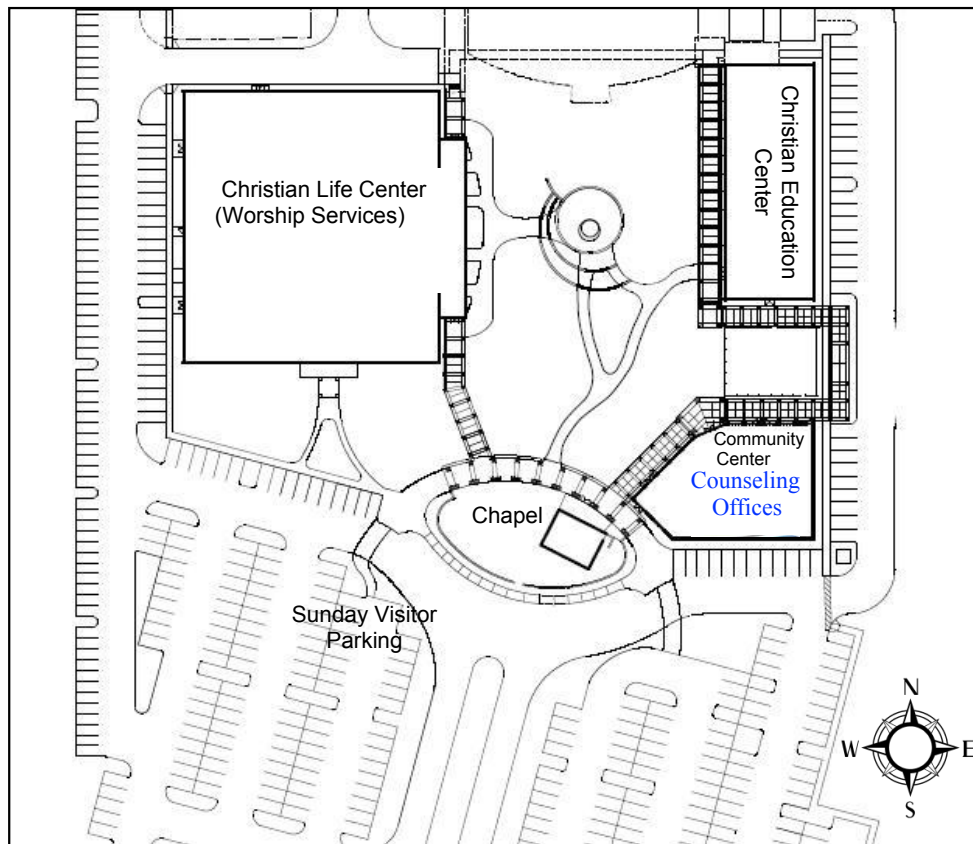 Christian Life Center
(Worship Services)
Christian Education
Center
Community
Center
Counseling
Offices
Chapel
Sunday Visitor
Parking
N
W
E
S